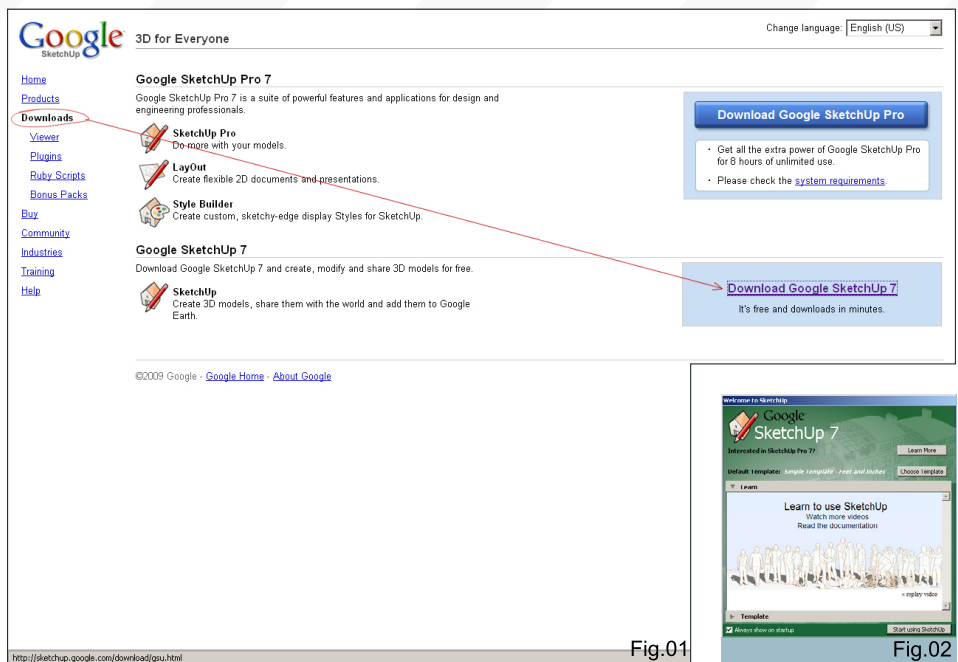 Google
SketchUp
3D for Everyone
Change language: English (US)
Home
Products
Downloads
Viewer
Plugins
Ruby Scripts
Bonus Packs
Buy
Community
Industries
Training
Help
Google SketchUp Pro 7
Google SketchUp Pro 7 is a suite of powerful features and applications for design and
engineering professionals.
SketchUp Pro
Do more with your models.
LayOut
Create flexible 2D documents and presentations.
Style Builder
Create custom, sketchy-edge display Styles for SketchUp.
Download Google SketchUp Pro
· Get all the extra power of Google SketchUp Pro
for 8 hours of unlimited use.
· Please check the system requirements.
Google SketchUp 7
Download Google SketchUp 7 and create, modify and share 3D models for free.
SketchUp
Create 3D models, share them with the world and add them to Google
Earth.
Download Google SketchUp 7
It's free and downloads in minutes.
©2009 Google - Google Home - About Google
http://sketchup.google.com/download/gsu.html
Fig.01
Welcome to SketchUp
Google
SketchUp 7
Interested in SketchUp Pro 7?
Learn More
Default Template: Simple Template - Feet and Inches
Choose Template
Learn
Learn to use SketchUp
Watch more videos
Read the documentation
« replay video
Template
Always show on startup
Start using SketchUp
Fig.02